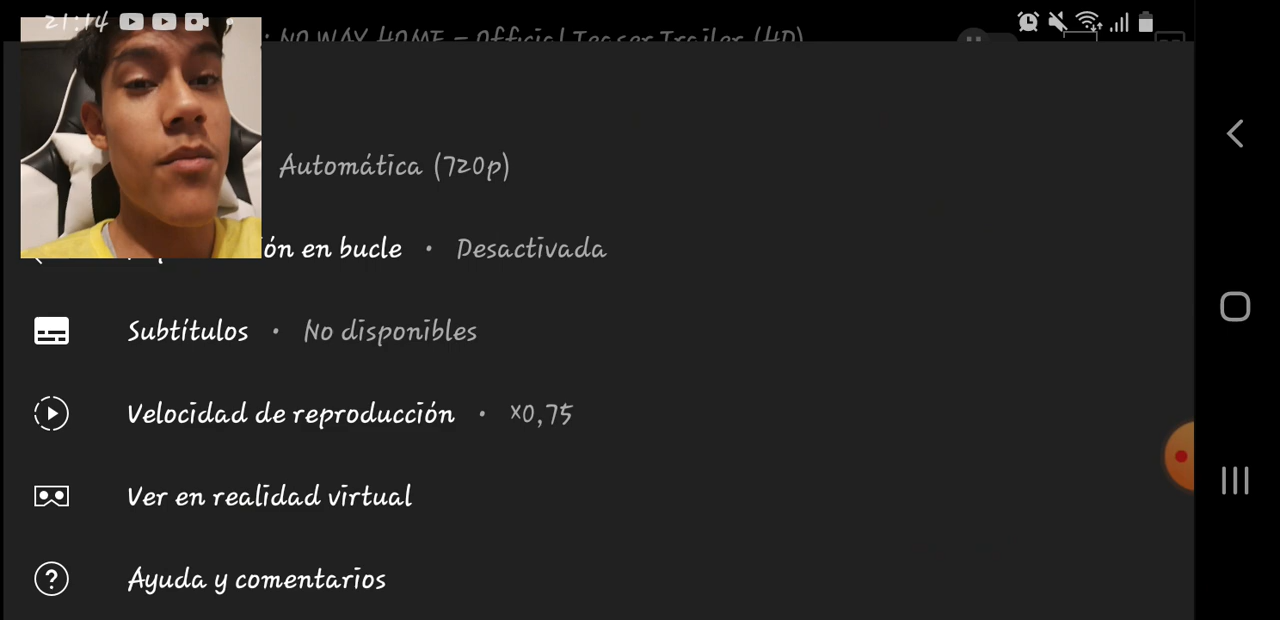 21:14
: NO WAY HOME - Official Teaser Trailer (HD)
Automática (720p)
ón en bucle • Desactivada
Subtítulos • No disponibles
Velocidad de reproducción • x0,75
Ver en realidad virtual
Ayuda y comentarios